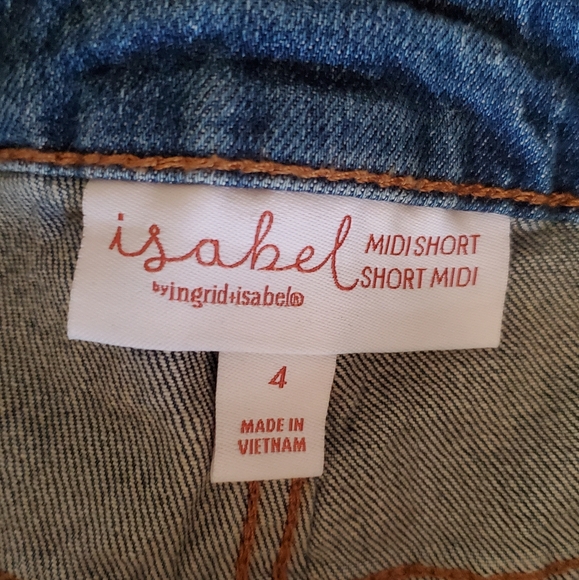 isabel
MIDI SHORT
SHORT MIDI
by ingrid+isabel®
4
MADE IN
VIETNAM